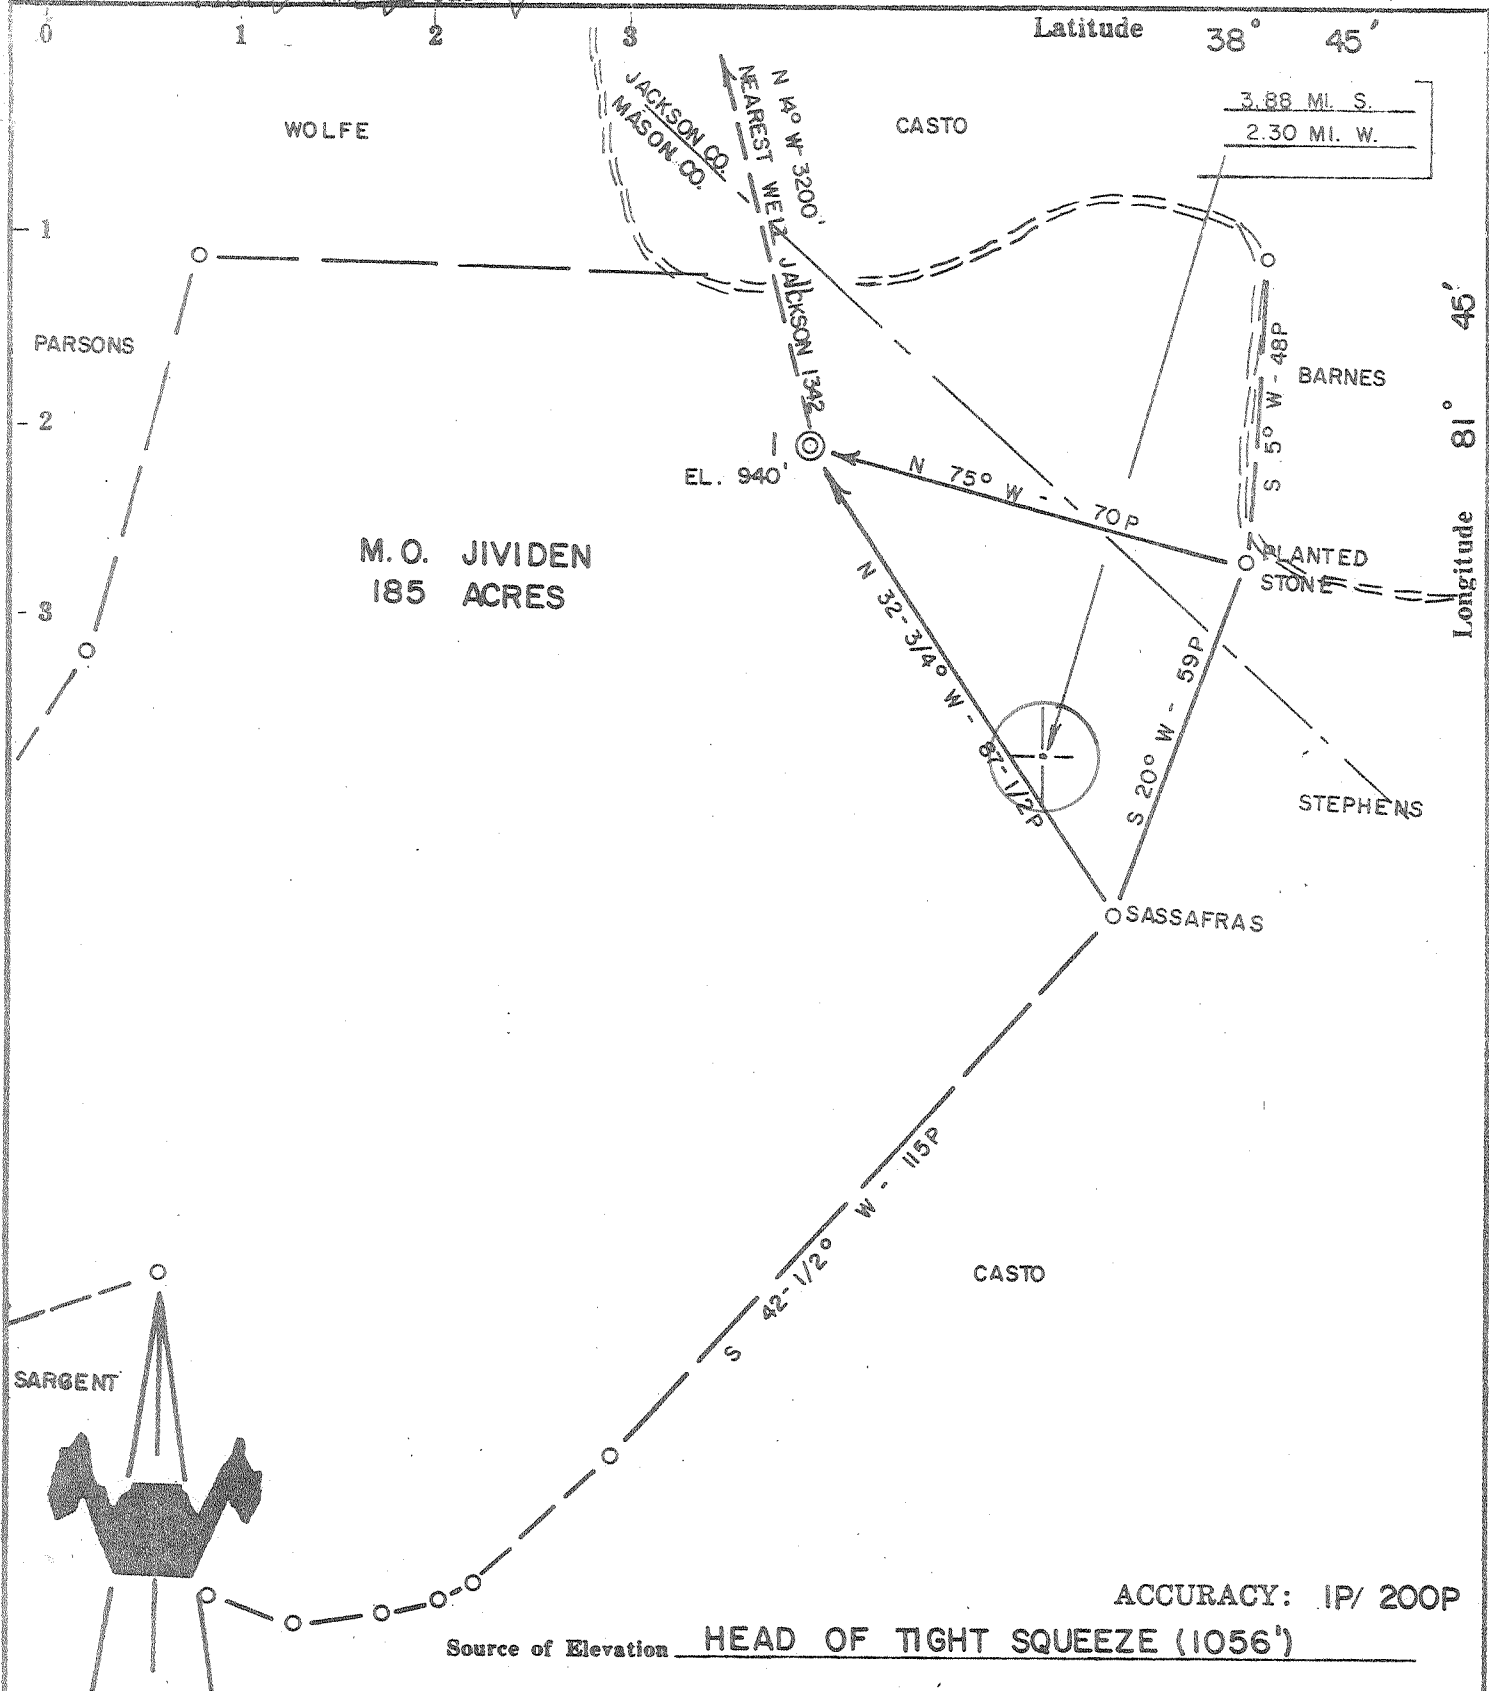 0 1 2 3 Latitude 38° 45′
3.88 MI. S.
2.30 MI. W.
WOLFE
JACKSON CO.
MASON CO.
N 14° W - 3200'
NEAREST WELL JACKSON 1342
CASTO
- 1
PARSONS
- 2
- 3
Longitude 81° 45′
S 5° W - 48P
BARNES
1
EL. 940'
N 75° W - 70P
M. O. JIVIDEN
185 ACRES
PLANTED
STONE
N 32-3/4° W - 87-1/2P
S 20° W - 59P
STEPHENS
SASSAFRAS
S 42-1/2° W - 115P
CASTO
SARGENT
ACCURACY: 1P/ 200P
Source of Elevation HEAD OF TIGHT SQUEEZE (1056')